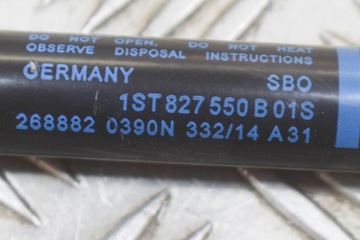 DO NOT OPEN. DO NOT HEAT
OBSERVE DISPOSAL INSTRUCTIONS
GERMANY SBO
1ST 827 550 B 01S
268882 0390N 332/14 A 31